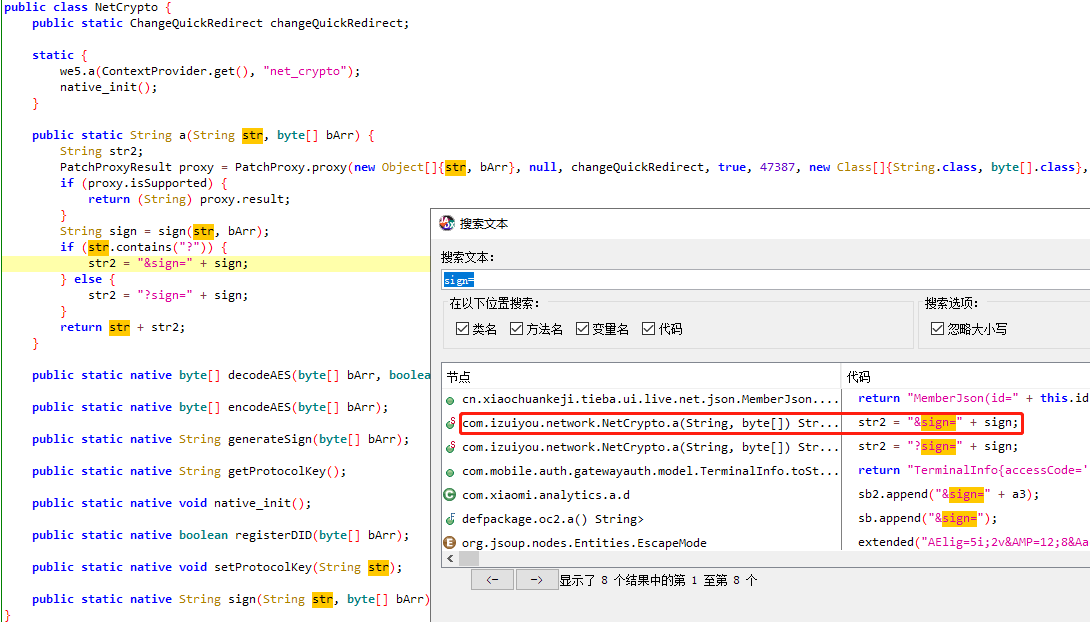 public class NetCrypto {
public static ChangeQuickRedirect changeQuickRedirect;
static {
we5.a(ContextProvider.get(), "net_crypto");
native_init();
}
public static String a(String str, byte[] bArr) {
String str2;
PatchProxyResult proxy = PatchProxy.proxy(new Object[]{str, bArr}, null, changeQuickRedirect, true, 47387, new Class[]{String.class, byte[].class},
if (proxy.isSupported) {
return (String) proxy.result;
}
String sign = sign(str, bArr);
if (str.contains("?")) {
str2 = "&sign=" + sign;
} else {
str2 = "?sign=" + sign;
}
return str + str2;
}
public static native byte[] decodeAES(byte[] bArr, boolea
public static native byte[] encodeAES(byte[] bArr);
public static native String generateSign(byte[] bArr);
public static native String getProtocolKey();
public static native void native_init();
public static native boolean registerDID(byte[] bArr);
public static native void setProtocolKey(String str);
public static native String sign(String str, byte[] bArr)
}
搜索文本
搜索文本:
sign=
在以下位置搜索:
类名 方法名 变量名 代码
搜索选项:
忽略大小写
节点 代码
cn.xiaochuankeji.tieba.ui.live.net.json.MemberJson.... return "MemberJson(id=" + this.id
com.izuiyou.network.NetCrypto.a(String, byte[]) Str... str2 = "&sign=" + sign;
com.izuiyou.network.NetCrypto.a(String, byte[]) Str... str2 = "?sign=" + sign;
com.mobile.auth.gatewayauth.model.TerminalInfo.toSt... return "TerminalInfo{accessCode='
com.xiaomi.analytics.a.d sb2.append("&sign=" + a3);
defpackage.oc2.a() String> sb.append("&sign=");
org.jsoup.nodes.Entities.EscapeMode extended("AElig=5i;2v&AMP=12;8&Aa
<- -> 显示了 8 个结果中的第 1 至第 8 个